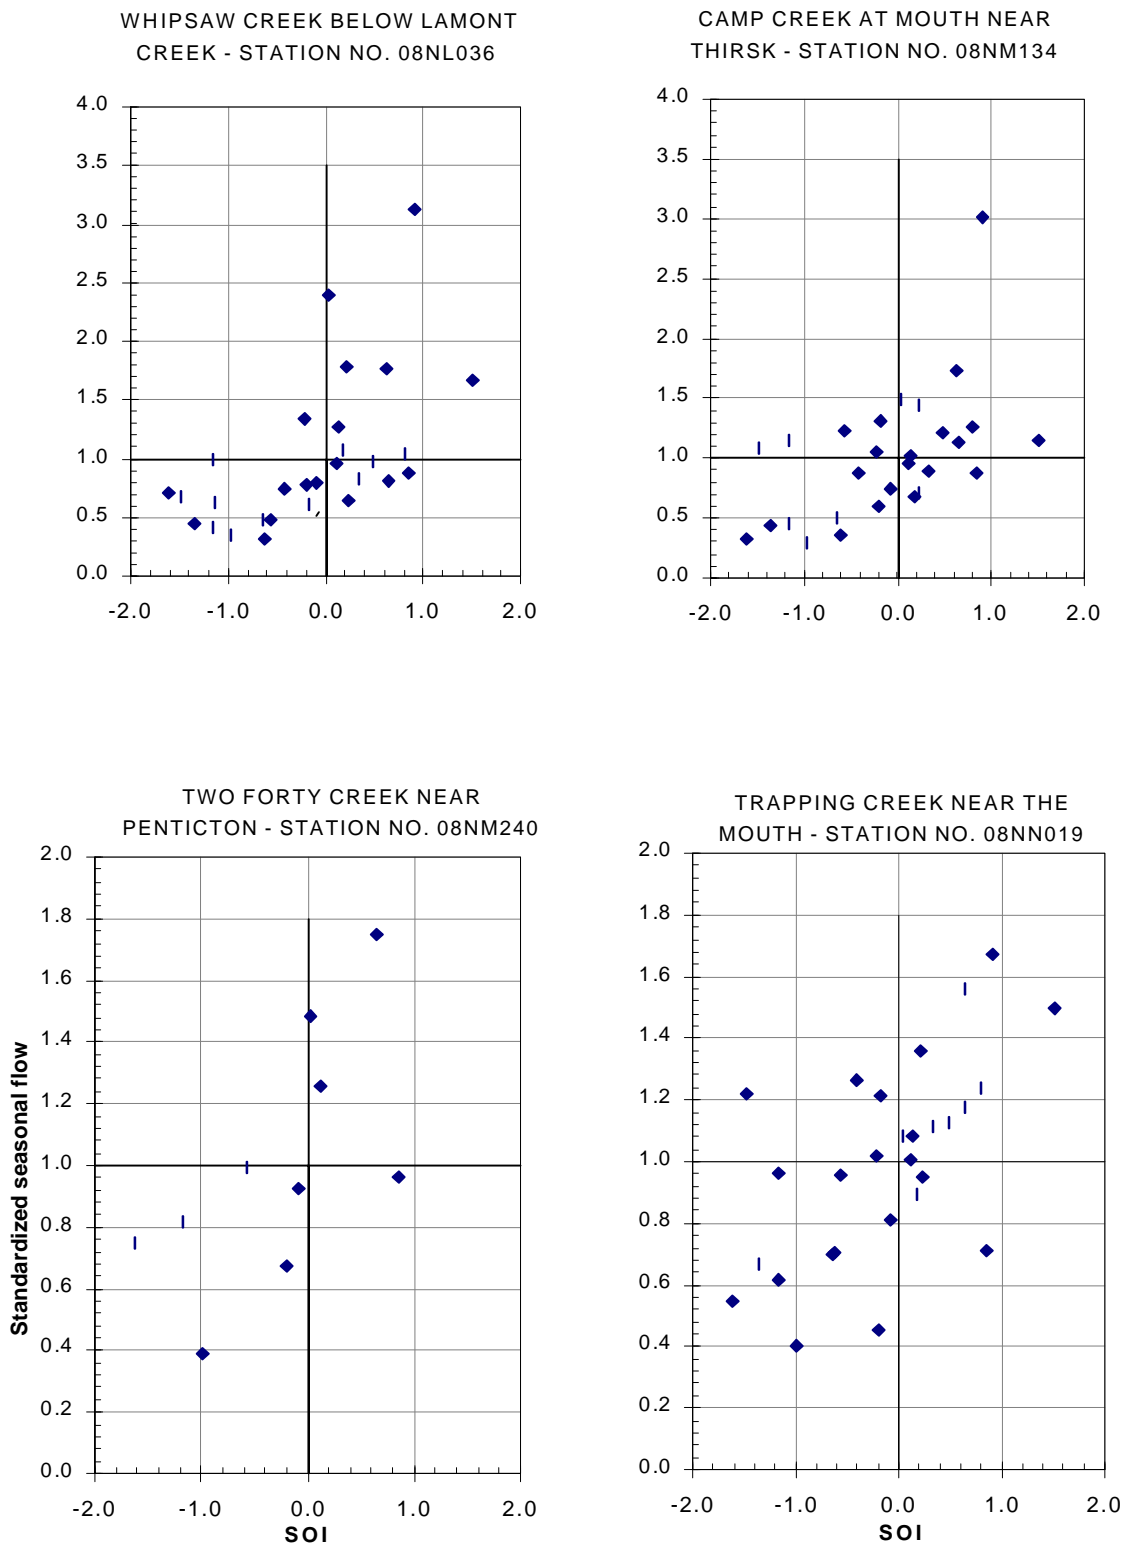 WHIPSAW CREEK BELOW LAMONT
CREEK - STATION NO. 08NL036
4.0
3.5
3.0
2.5
2.0
1.5
1.0
0.5
0.0
-2.0 -1.0 0.0 1.0 2.0
CAMP CREEK AT MOUTH NEAR
THIRSK - STATION NO. 08NM134
4.0
3.5
3.0
2.5
2.0
1.5
1.0
0.5
0.0
-2.0 -1.0 0.0 1.0 2.0
TWO FORTY CREEK NEAR
PENTICTON - STATION NO. 08NM240
Standardized seasonal flow
2.0
1.8
1.6
1.4
1.2
1.0
0.8
0.6
0.4
0.2
0.0
-2.0 -1.0 0.0 1.0 2.0
SOI
TRAPPING CREEK NEAR THE
MOUTH - STATION NO. 08NN019
2.0
1.8
1.6
1.4
1.2
1.0
0.8
0.6
0.4
0.2
0.0
-2.0 -1.0 0.0 1.0 2.0
SOI